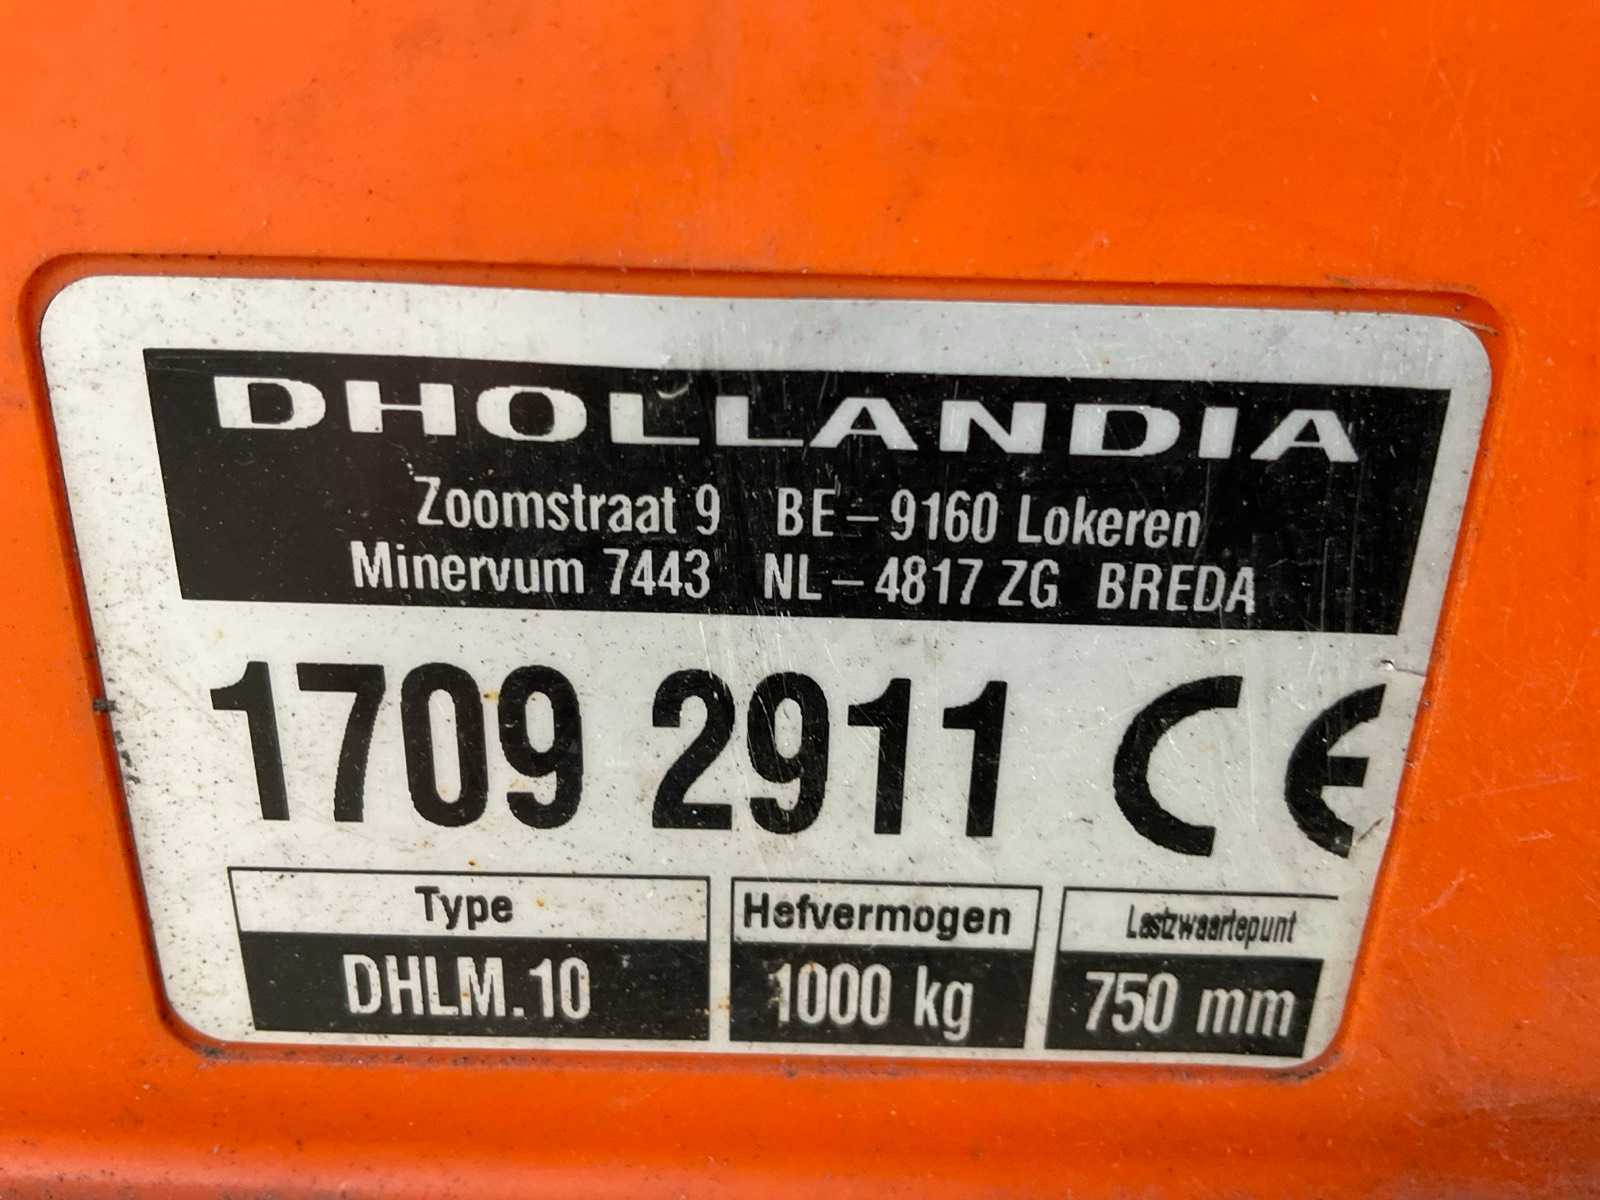 DHOLLANDIA
Zoomstraat 9 BE-9160 Lokeren
Minervum 7443 NL-4817 ZG BREDA
1709 2911 CE
Type Hefvermogen Lastzwaartepunt
DHLM.10 1000 kg 750 mm